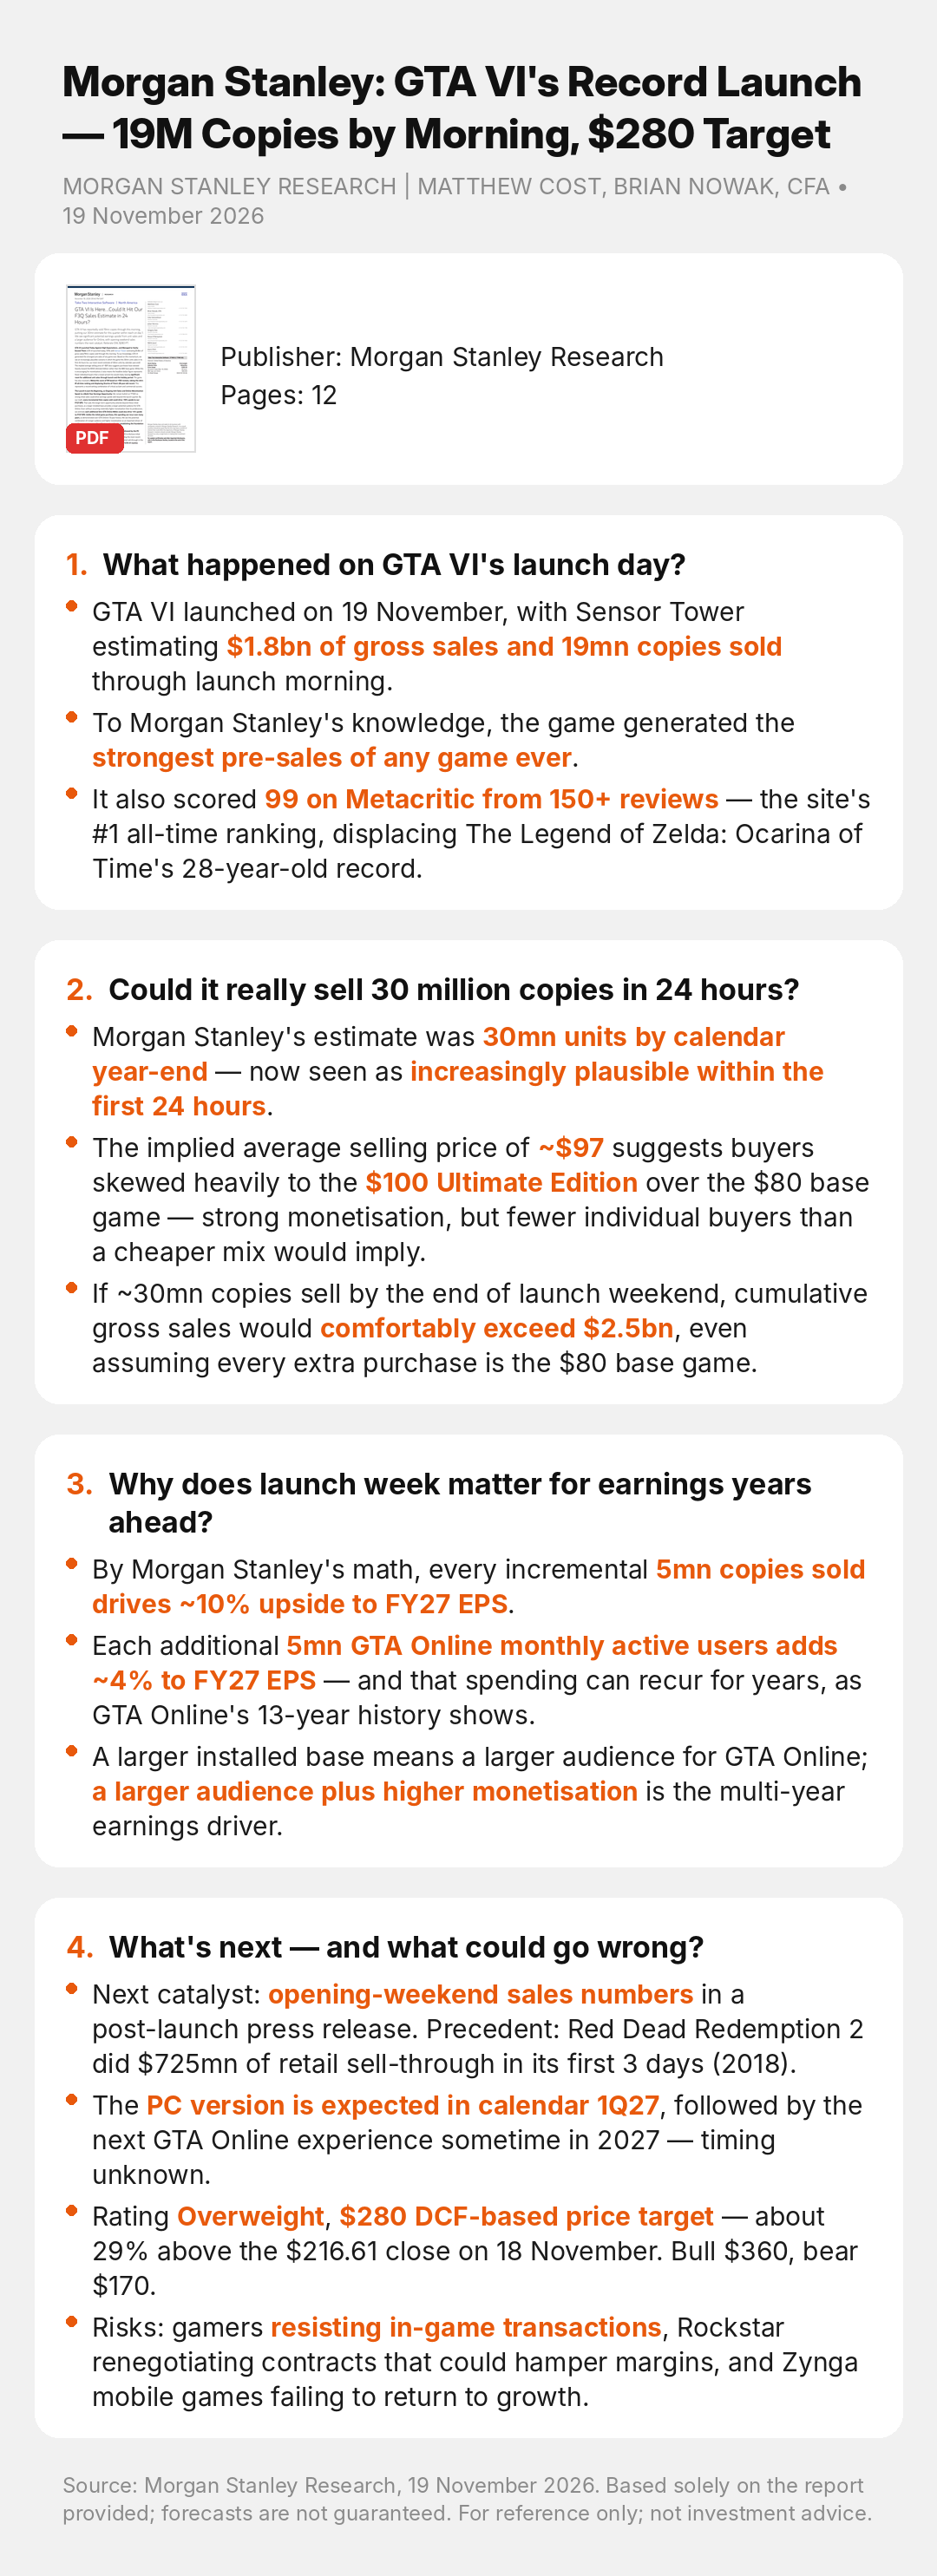 Morgan Stanley: GTA VI's Record Launch
— 19M Copies by Morning, $280 Target
MORGAN STANLEY RESEARCH | MATTHEW COST, BRIAN NOWAK, CFA •
19 November 2026
Morgan Stanley
GTA VI Is Here...Could It Hit Our
F3Q Sales Estimate in 24
Hours?
PDF
Publisher: Morgan Stanley Research
Pages: 12
1. What happened on GTA VI's launch day?
• GTA VI launched on 19 November, with Sensor Tower
estimating $1.8bn of gross sales and 19mn copies sold
through launch morning.
• To Morgan Stanley's knowledge, the game generated the
strongest pre-sales of any game ever.
• It also scored 99 on Metacritic from 150+ reviews — the site's
#1 all-time ranking, displacing The Legend of Zelda: Ocarina of
Time's 28-year-old record.
2. Could it really sell 30 million copies in 24 hours?
• Morgan Stanley's estimate was 30mn units by calendar
year-end — now seen as increasingly plausible within the
first 24 hours.
• The implied average selling price of ~$97 suggests buyers
skewed heavily to the $100 Ultimate Edition over the $80 base
game — strong monetisation, but fewer individual buyers than
a cheaper mix would imply.
• If ~30mn copies sell by the end of launch weekend, cumulative
gross sales would comfortably exceed $2.5bn, even
assuming every extra purchase is the $80 base game.
3. Why does launch week matter for earnings years
ahead?
• By Morgan Stanley's math, every incremental 5mn copies sold
drives ~10% upside to FY27 EPS.
• Each additional 5mn GTA Online monthly active users adds
~4% to FY27 EPS — and that spending can recur for years, as
GTA Online's 13-year history shows.
• A larger installed base means a larger audience for GTA Online;
a larger audience plus higher monetisation is the multi-year
earnings driver.
4. What's next — and what could go wrong?
• Next catalyst: opening-weekend sales numbers in a
post-launch press release. Precedent: Red Dead Redemption 2
did $725mn of retail sell-through in its first 3 days (2018).
• The PC version is expected in calendar 1Q27, followed by the
next GTA Online experience sometime in 2027 — timing
unknown.
• Rating Overweight, $280 DCF-based price target — about
29% above the $216.61 close on 18 November. Bull $360, bear
$170.
• Risks: gamers resisting in-game transactions, Rockstar
renegotiating contracts that could hamper margins, and Zynga
mobile games failing to return to growth.
Source: Morgan Stanley Research, 19 November 2026. Based solely on the report
provided; forecasts are not guaranteed. For reference only; not investment advice.